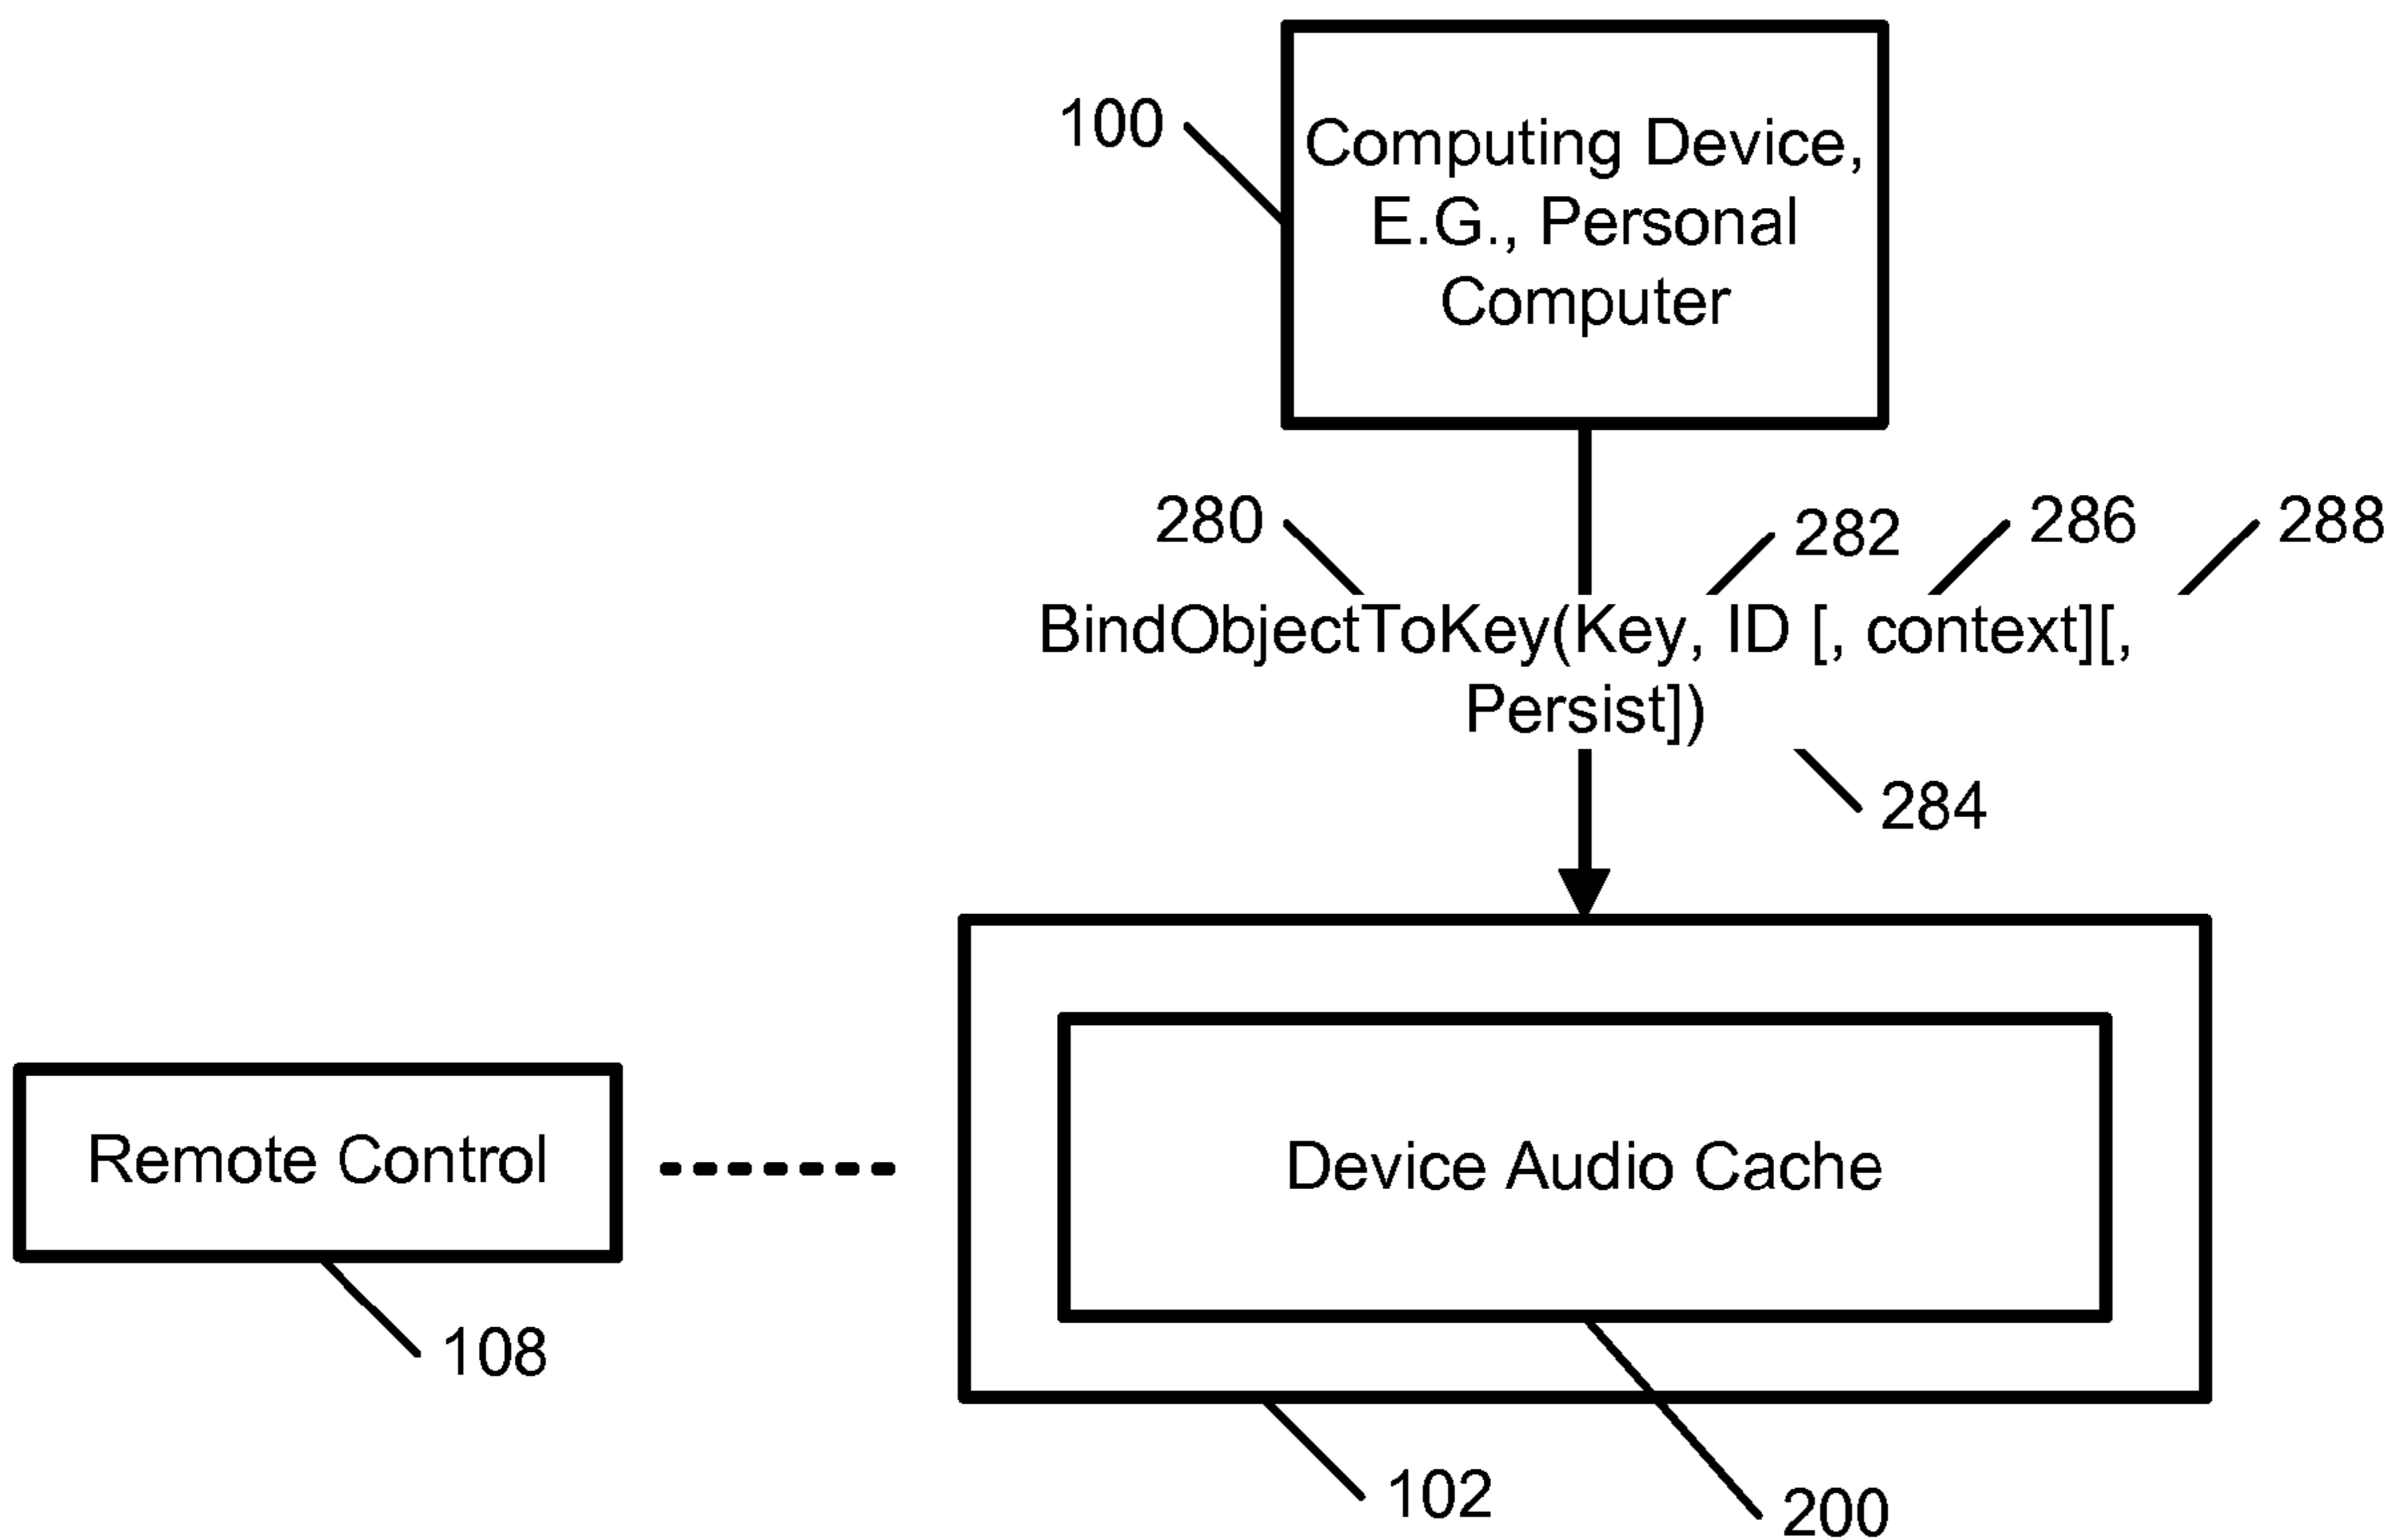 100
Computing Device,
E.G., Personal
Computer
280
282
286
288
BindObjectToKey(Key, ID [, context][,
Persist])
284
Remote Control
Device Audio Cache
108
102
200